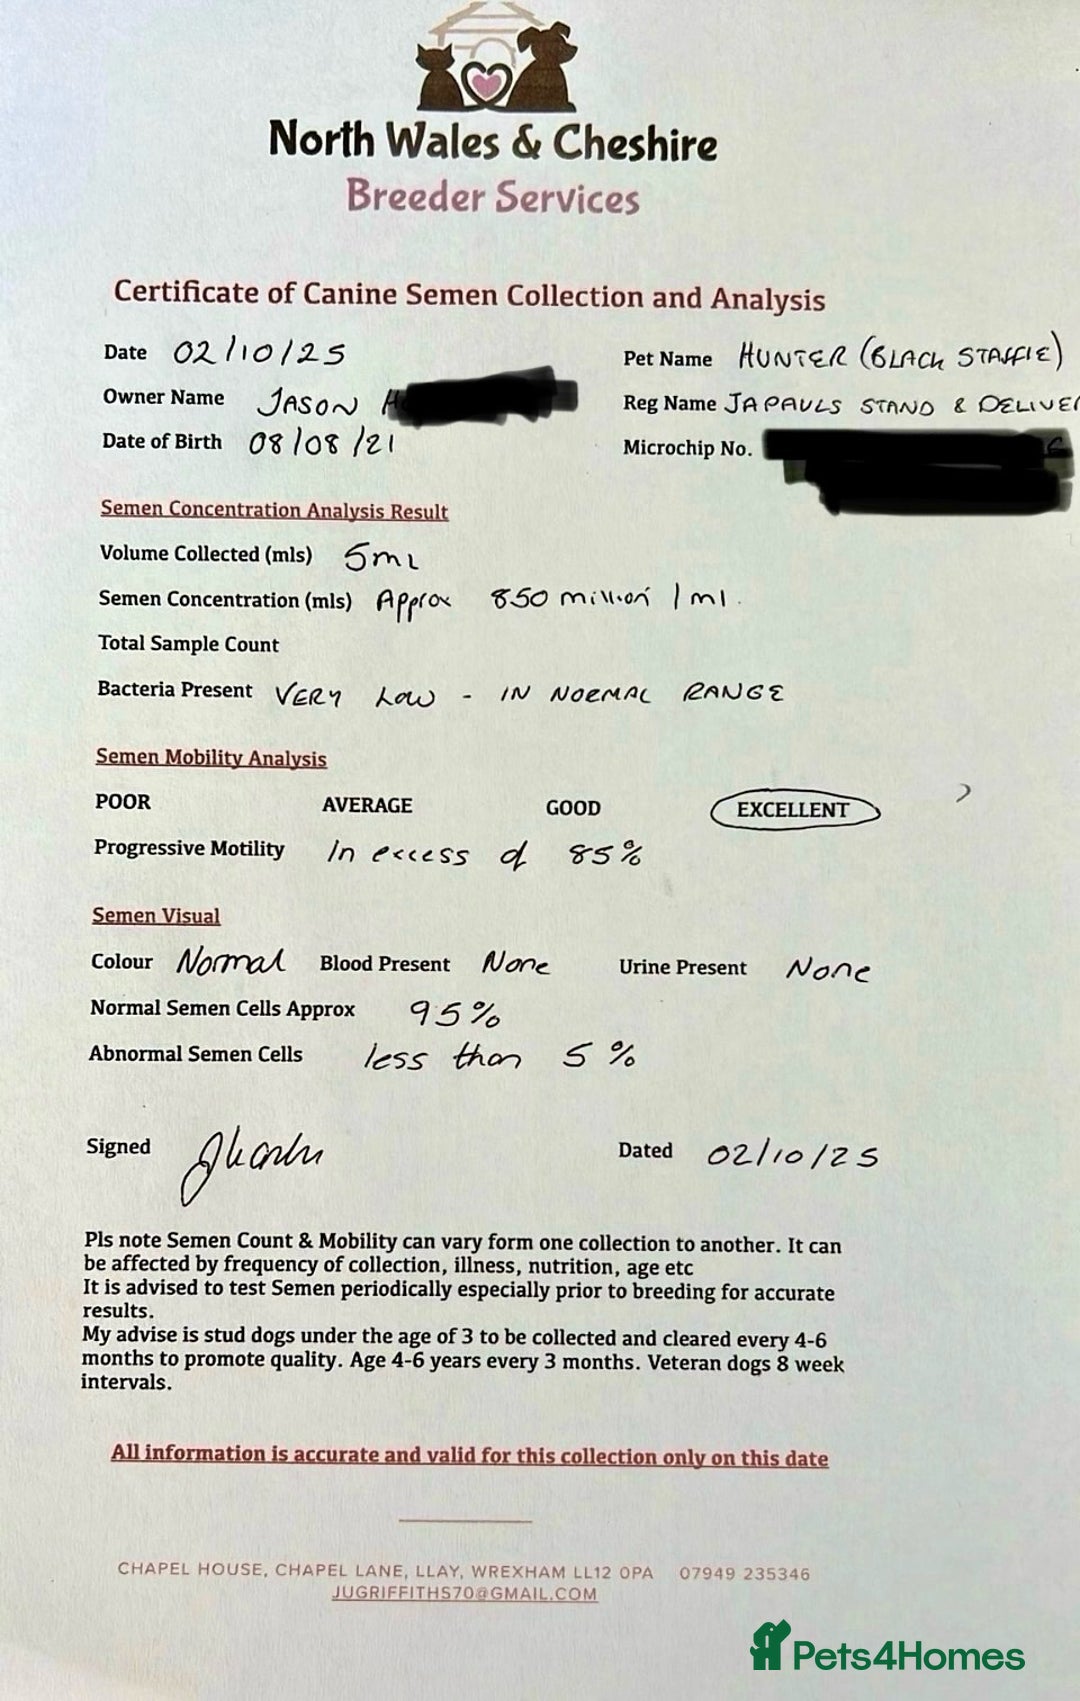 North Wales & Cheshire
Breeder Services
Certificate of Canine Semen Collection and Analysis
Date 02/10/25 Pet Name HUNTER (BLACK STAFFIE)
Owner Name JASON H
Reg Name JAPAULS STAND & DELIVER
Date of Birth 08/08/21 Microchip No.
Semen Concentration Analysis Result
Volume Collected (mls) 5ml
Semen Concentration (mls) Approx 850 million / ml.
Total Sample Count
Bacteria Present VERY LOW - IN NORMAL RANGE
Semen Mobility Analysis
POOR AVERAGE GOOD EXCELLENT
Progressive Motility In excess of 85%
Semen Visual
Colour Normal Blood Present None Urine Present None
Normal Semen Cells Approx 95%
Abnormal Semen Cells less than 5%
Signed Dated 02/10/25
Pls note Semen Count & Mobility can vary form one collection to another. It can
be affected by frequency of collection, illness, nutrition, age etc
It is advised to test Semen periodically especially prior to breeding for accurate
results.
My advise is stud dogs under the age of 3 to be collected and cleared every 4-6
months to promote quality. Age 4-6 years every 3 months. Veteran dogs 8 week
intervals.
All information is accurate and valid for this collection only on this date
CHAPEL HOUSE, CHAPEL LANE, LLAY, WREXHAM LL12 0PA 07949 235346
JUGRIFFITHS70@GMAIL.COM
Pets4Homes